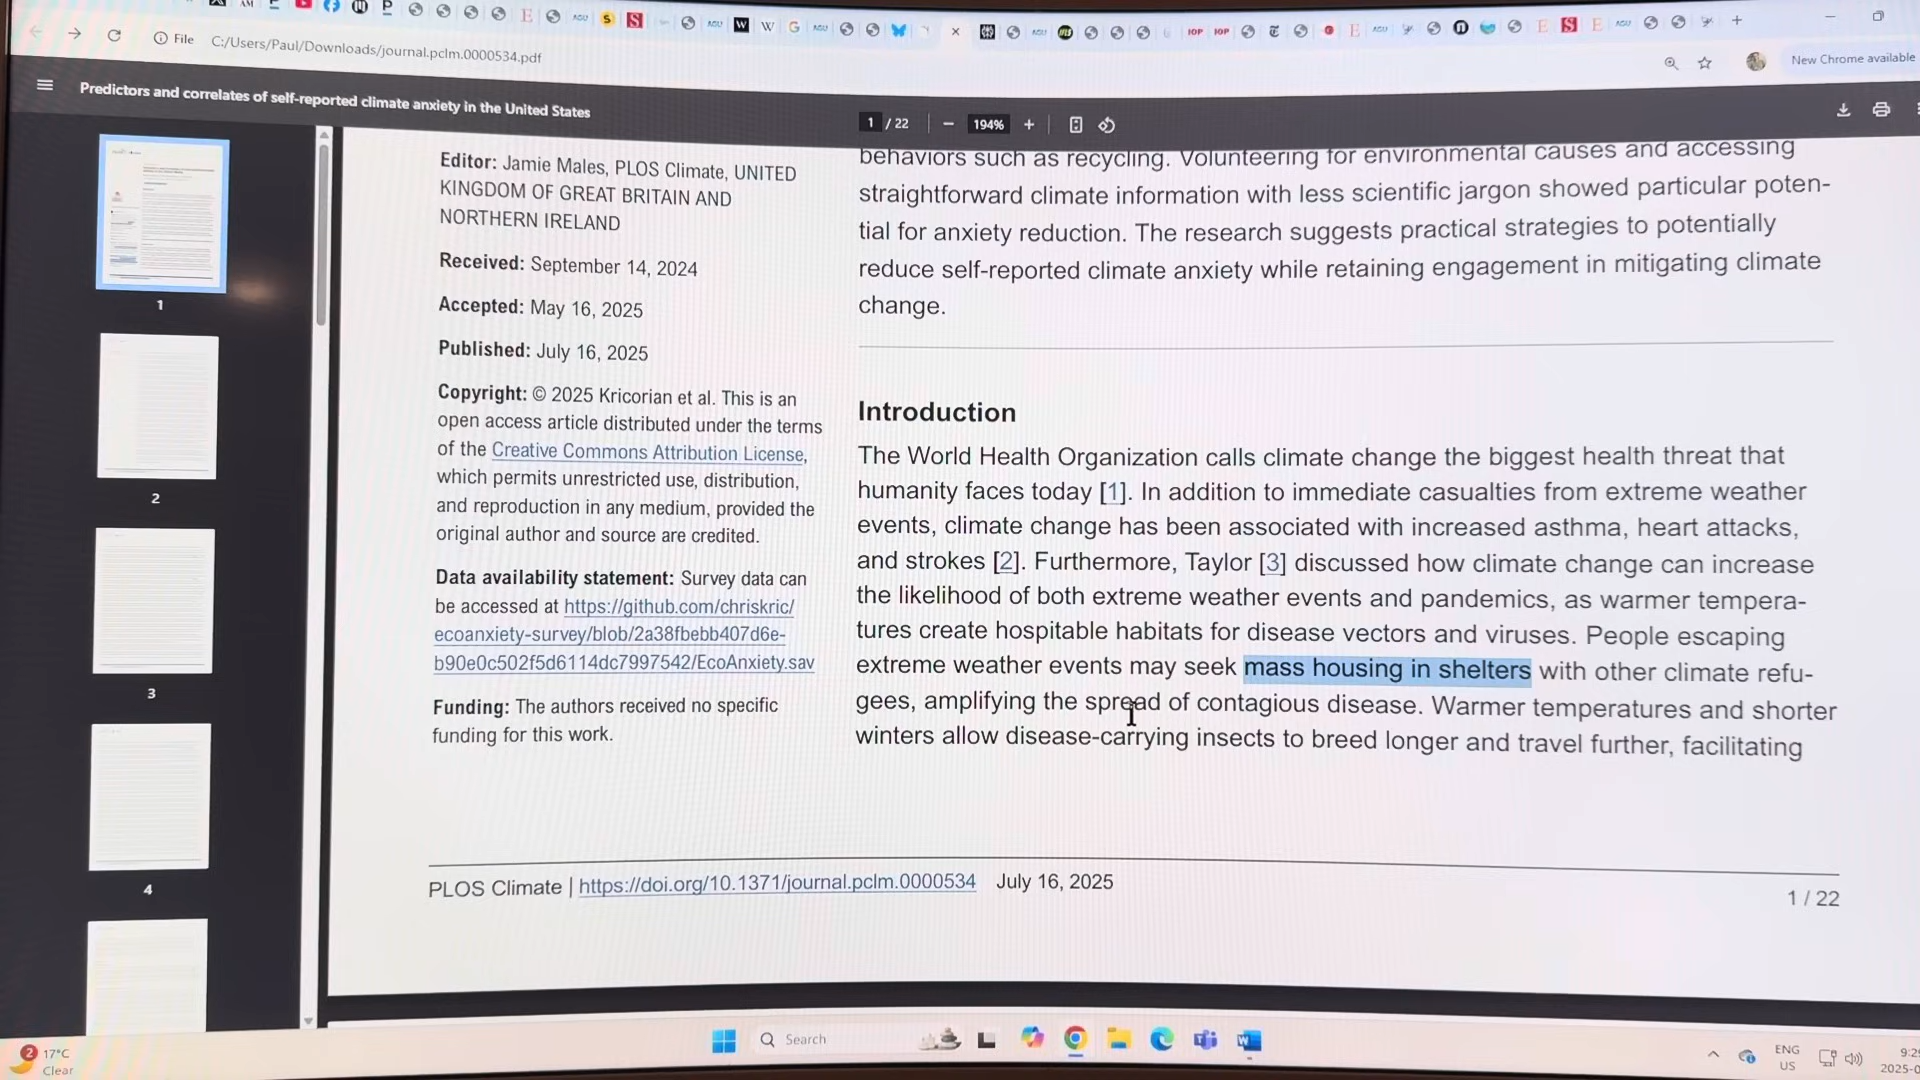 File
C:/Users/Paul/Downloads/journal.pclm.0000534.pdf
New Chrome available
Predictors and correlates of self-reported climate anxiety in the United States
1 / 22
194%
1
2
3
4
Editor: Jamie Males, PLOS Climate, UNITED
KINGDOM OF GREAT BRITAIN AND
NORTHERN IRELAND
Received: September 14, 2024
Accepted: May 16, 2025
Published: July 16, 2025
Copyright: © 2025 Kricorian et al. This is an
open access article distributed under the terms
of the Creative Commons Attribution License,
which permits unrestricted use, distribution,
and reproduction in any medium, provided the
original author and source are credited.
Data availability statement: Survey data can
be accessed at https://github.com/chriskric/
ecoanxiety-survey/blob/2a38fbebb407d6e-
b90e0c502f5d6114dc7997542/EcoAnxiety.sav
Funding: The authors received no specific
funding for this work.
behaviors such as recycling. Volunteering for environmental causes and accessing
straightforward climate information with less scientific jargon showed particular poten-
tial for anxiety reduction. The research suggests practical strategies to potentially
reduce self-reported climate anxiety while retaining engagement in mitigating climate
change.
Introduction
The World Health Organization calls climate change the biggest health threat that
humanity faces today [1]. In addition to immediate casualties from extreme weather
events, climate change has been associated with increased asthma, heart attacks,
and strokes [2]. Furthermore, Taylor [3] discussed how climate change can increase
the likelihood of both extreme weather events and pandemics, as warmer tempera-
tures create hospitable habitats for disease vectors and viruses. People escaping
extreme weather events may seek mass housing in shelters with other climate refu-
gees, amplifying the spread of contagious disease. Warmer temperatures and shorter
winters allow disease-carrying insects to breed longer and travel further, facilitating
PLOS Climate | https://doi.org/10.1371/journal.pclm.0000534 July 16, 2025
1 / 22
2
17°C
Clear
Search
ENG
US